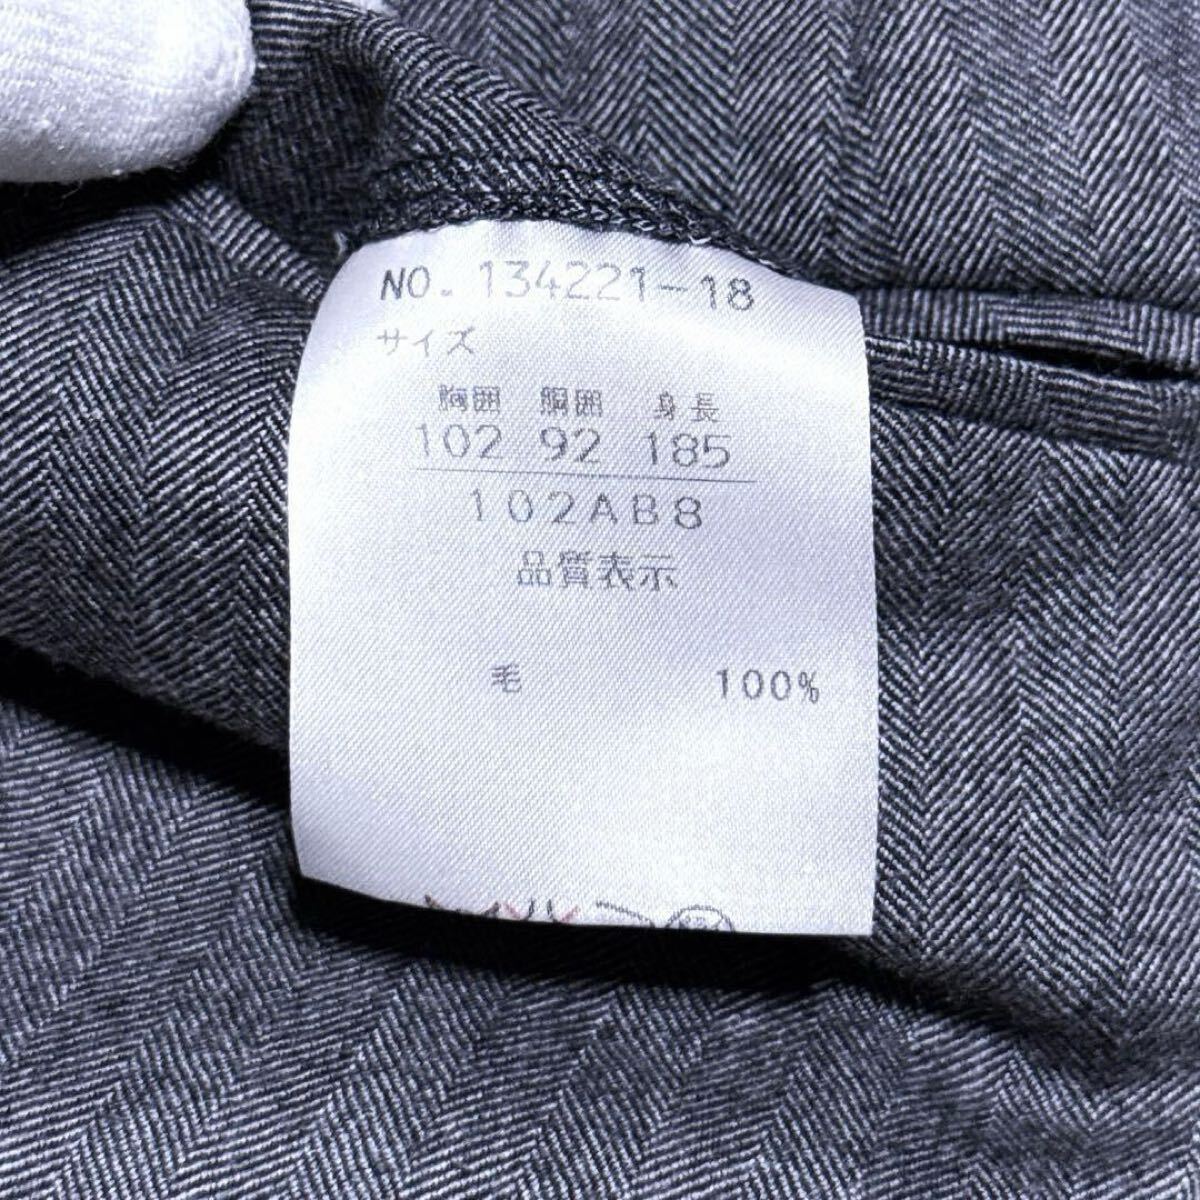 NO. 134221-18
サイズ
胸囲 胴囲 身長
102 92 185
102AB8
品質表示
毛 100%